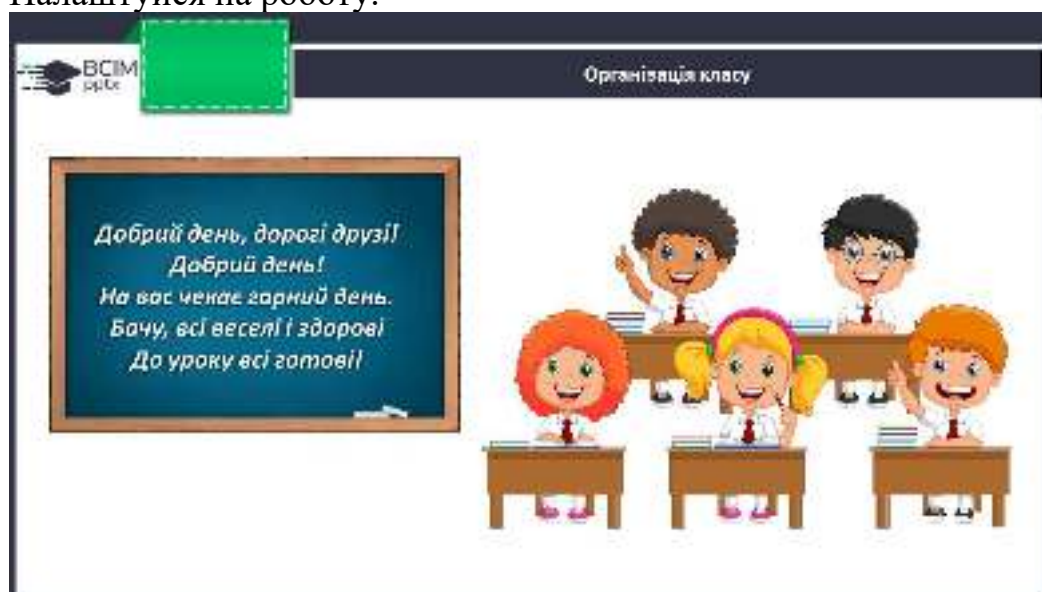 Налаштуйся на роботу!
ВСІМ
pptx
Організація класу
Добрий день, дорогі друзі!
Добрий день!
На вас чекає гарний день.
Бачу, всі веселі і здорові
До уроку всі готові!